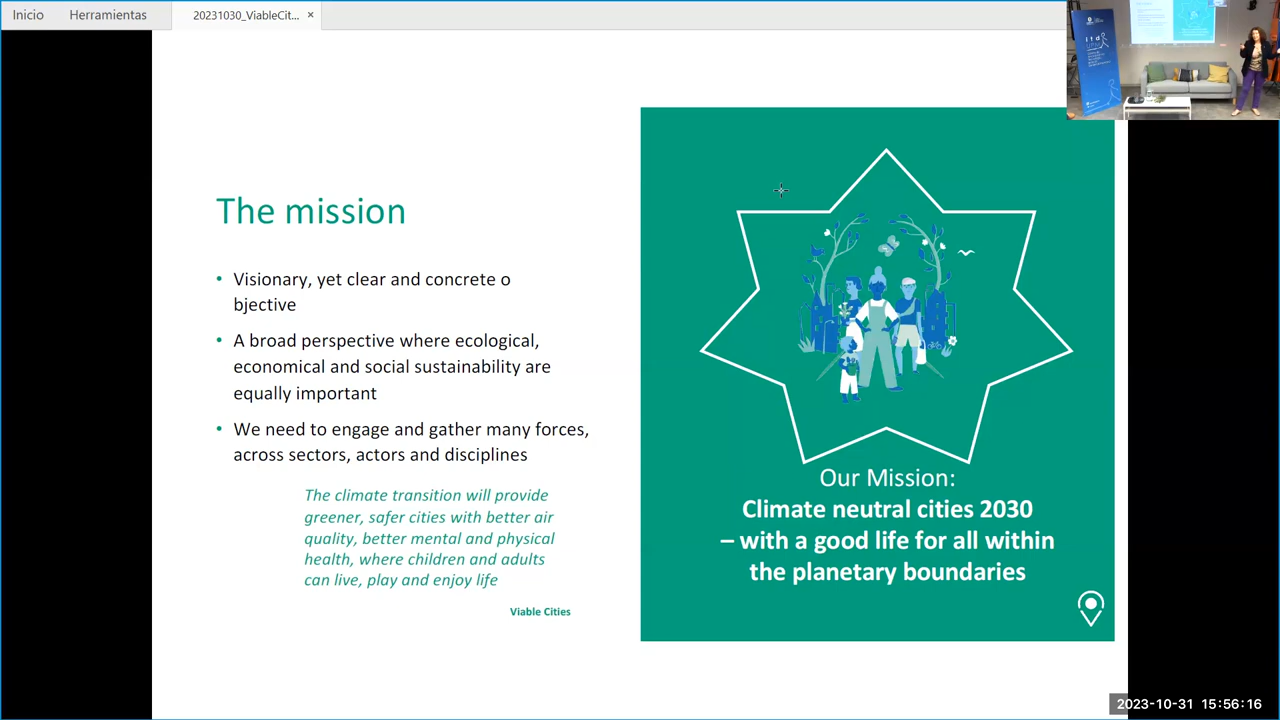 Inicio
Herramientas
20231030_ViableCit... ×
The mission
• Visionary, yet clear and concrete o
bjective
• A broad perspective where ecological,
economical and social sustainability are
equally important
• We need to engage and gather many forces,
across sectors, actors and disciplines
The climate transition will provide
greener, safer cities with better air
quality, better mental and physical
health, where children and adults
can live, play and enjoy life
Viable Cities
Our Mission:
Climate neutral cities 2030
– with a good life for all within
the planetary boundaries
2023-10-31 15:56:16